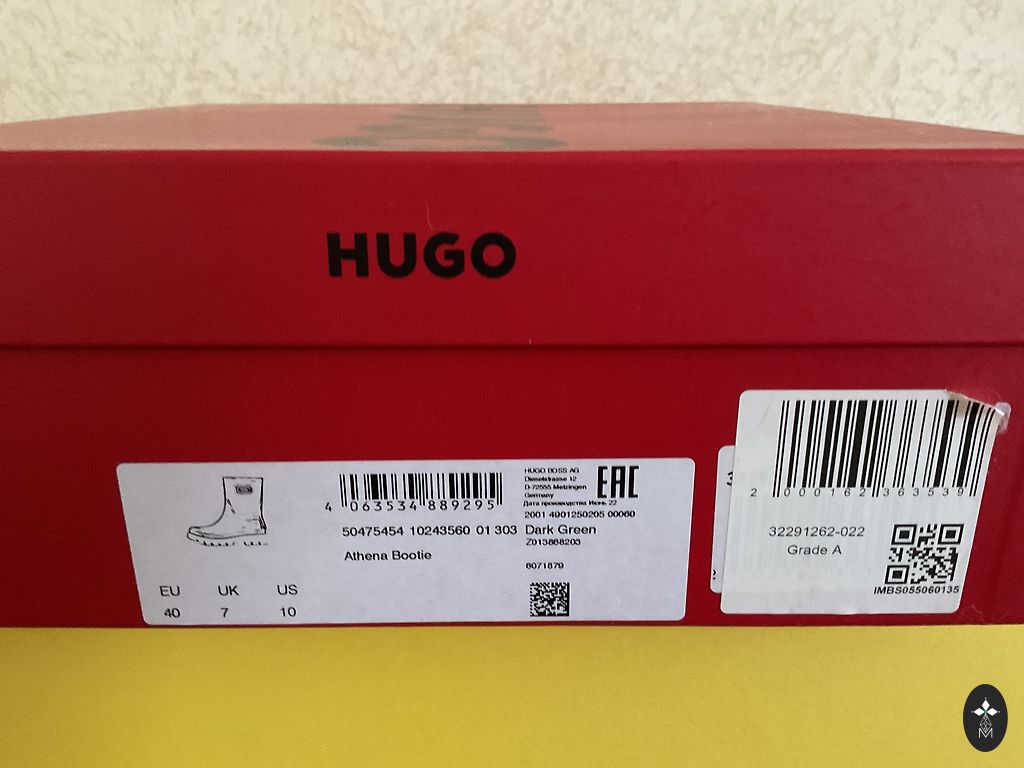 HUGO
4 063534 889295
HUGO BOSS AG
Dieselstrasse 12
D-72555 Metzingen
Germany
Дата производства Июнь 22
EAC
2001 4901250205 00060
50475454 10243560 01 303 Dark Green
Z013868203
Athena Bootie
6071879
EU UK US
40 7 10
2 000162 363539
32291262-022
Grade A
IMBS055060135
M